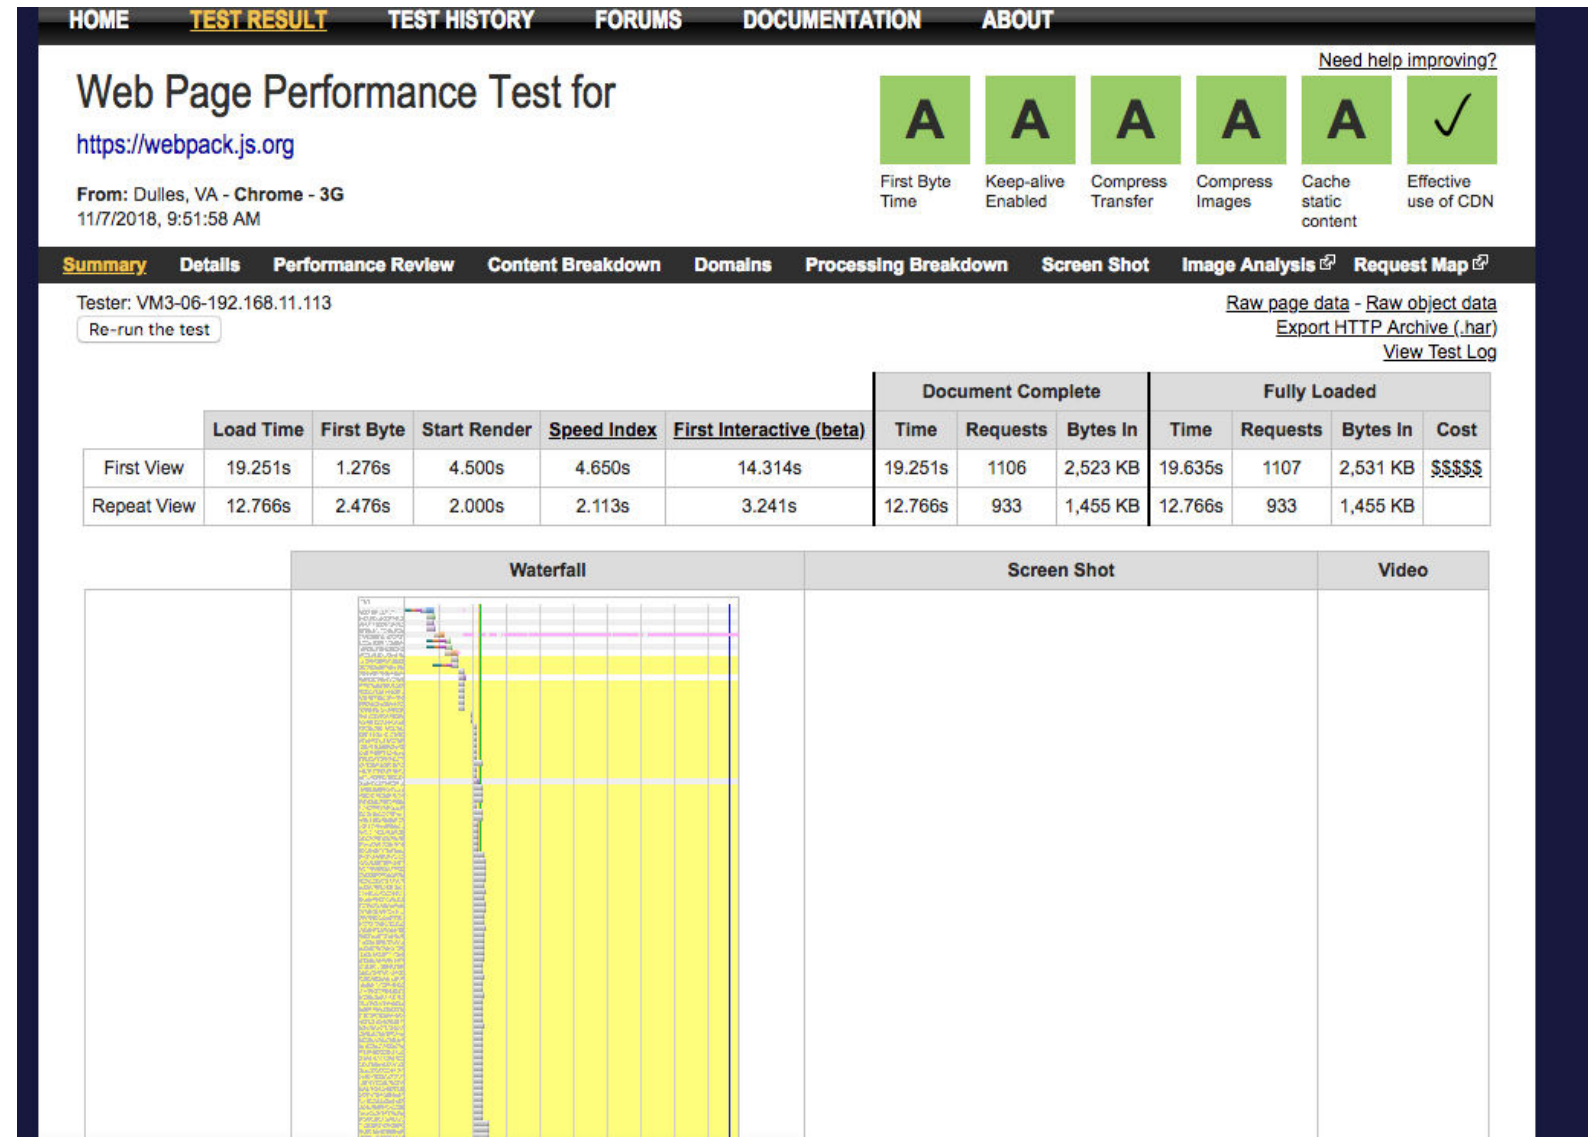 HOME TEST RESULT TEST HISTORY FORUMS DOCUMENTATION ABOUT
Need help improving?
Web Page Performance Test for
https://webpack.js.org
From: Dulles, VA - Chrome - 3G
11/7/2018, 9:51:58 AM
A A A A A ✓
First Byte Time
Keep-alive Enabled
Compress Transfer
Compress Images
Cache static content
Effective use of CDN
Summary Details Performance Review Content Breakdown Domains Processing Breakdown Screen Shot Image Analysis Request Map
Tester: VM3-06-192.168.11.113
Re-run the test
Raw page data - Raw object data
Export HTTP Archive (.har)
View Test Log
Document Complete Fully Loaded
Load Time First Byte Start Render Speed Index First Interactive (beta) Time Requests Bytes In Time Requests Bytes In Cost
First View 19.251s 1.276s 4.500s 4.650s 14.314s 19.251s 1106 2,523 KB 19.635s 1107 2,531 KB $$$$$
Repeat View 12.766s 2.476s 2.000s 2.113s 3.241s 12.766s 933 1,455 KB 12.766s 933 1,455 KB
Waterfall Screen Shot Video